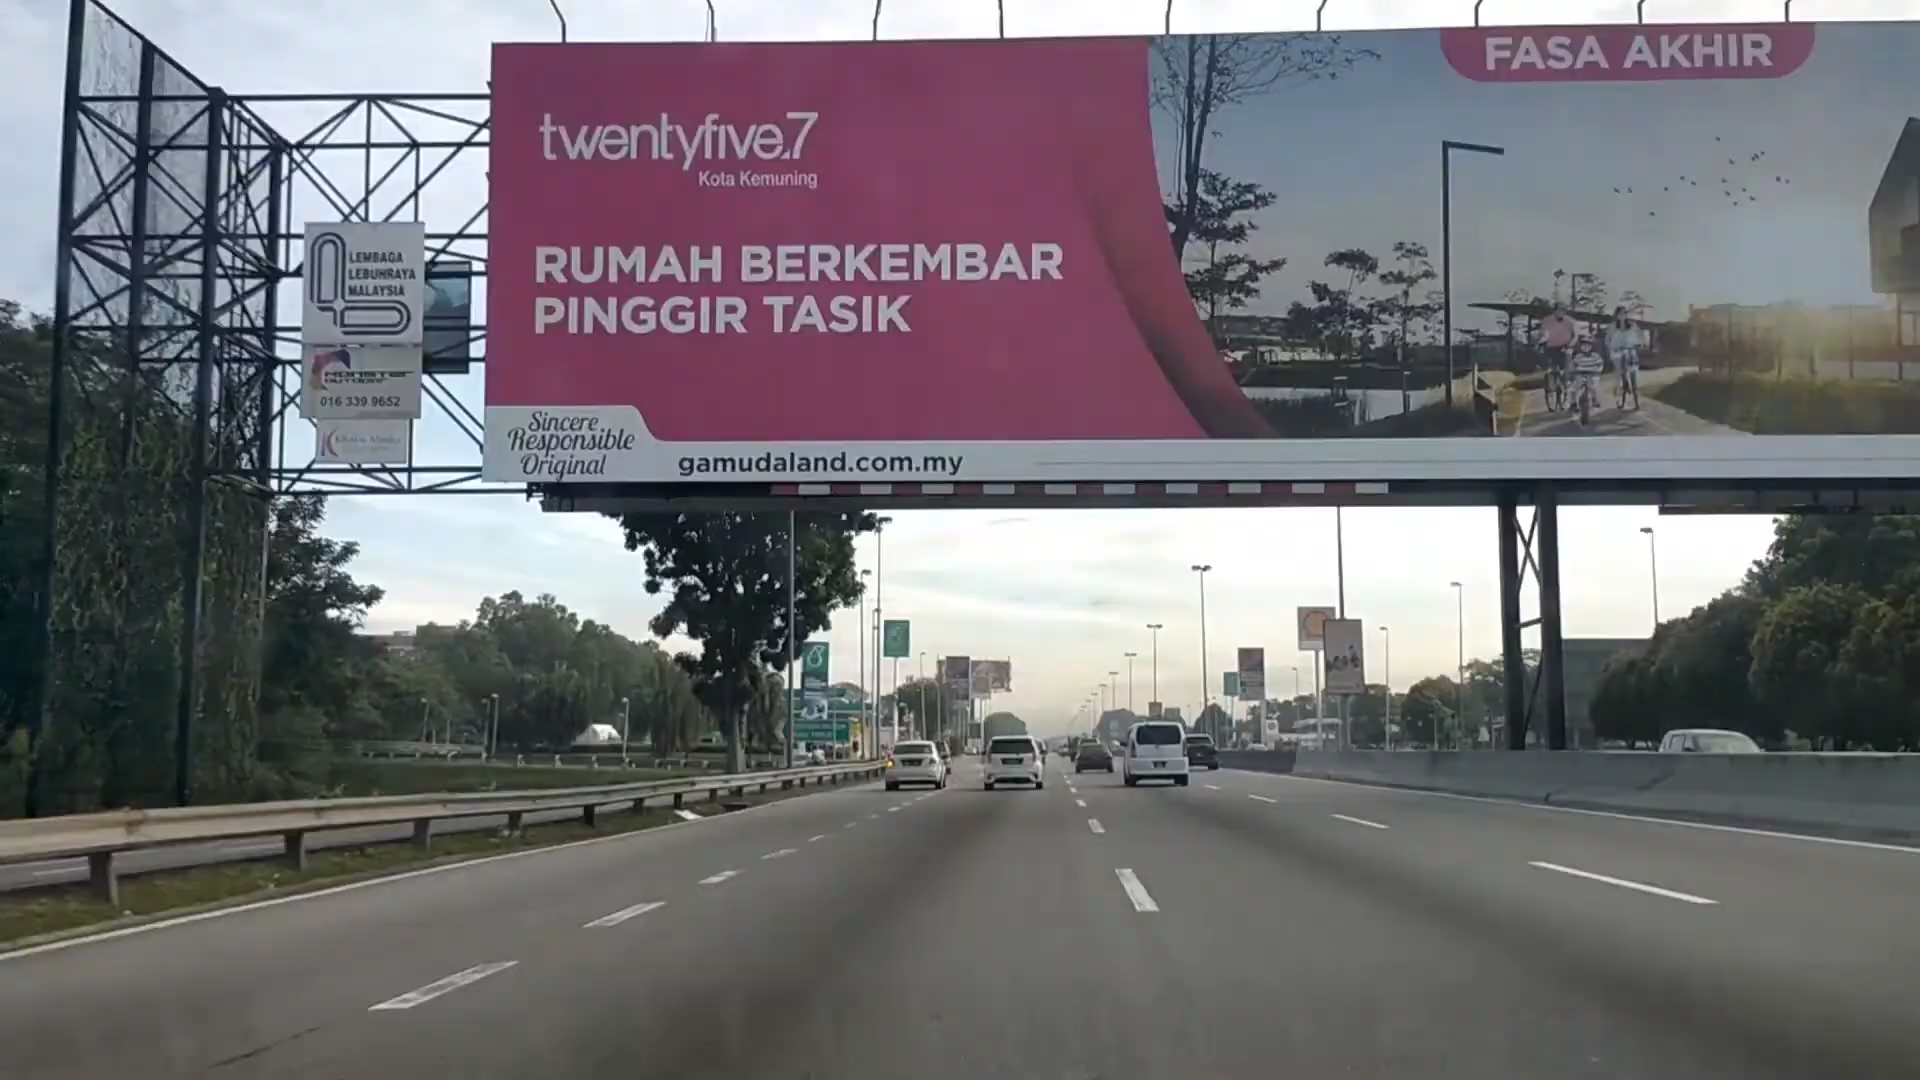 FASA AKHIR
twentyfive.7
Kota Kemuning
RUMAH BERKEMBAR
PINGGIR TASIK
Sincere
Responsible
Original
gamudaland.com.my
LEMBAGA
LEBUHRAYA
MALAYSIA
016 339 9652